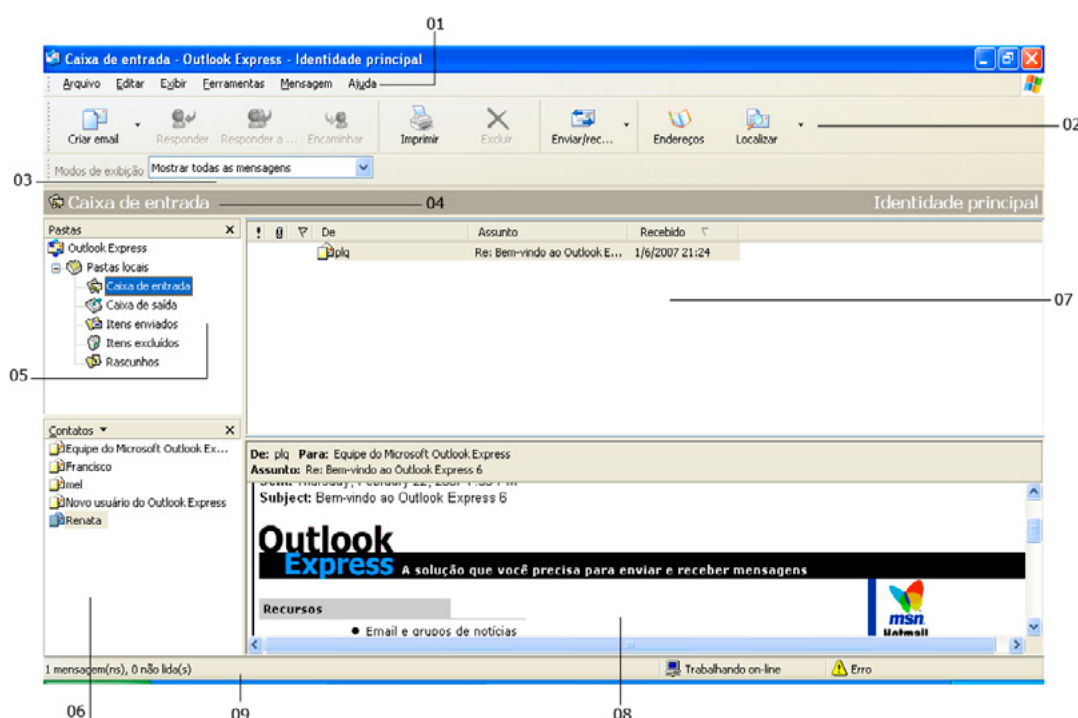 01
Caixa de entrada - Outlook Express - Identidade principal
Arquivo Editar Exibir Ferramentas Mensagem Ajuda
Criar email Responder Responder a ... Encaminhar Imprimir Excluir Enviar/rec... Endereços Localizar
02
Modos de exibição Mostrar todas as mensagens
03
Caixa de entrada 04 Identidade principal
Pastas X
Outlook Express
Pastas locais
Caixa de entrada
Caixa de saída
Itens enviados
Itens excluídos
Rascunhos
05
! De Assunto Recebido
plq Re: Bem-vindo ao Outlook E... 1/6/2007 21:24
07
Contatos X
Equipe do Microsoft Outlook Ex...
Francisco
mel
Novo usuário do Outlook Express
Renata
De: plq Para: Equipe do Microsoft Outlook Express
Assunto: Re: Bem-vindo ao Outlook Express 6
Subject: Bem-vindo ao Outlook Express 6
Outlook
Express A solução que você precisa para enviar e receber mensagens
Recursos
• Email e grupos de notícias
msn
Hotmail
1 mensagem(ns), 0 não lida(s) Trabalhando on-line Erro
06 09 08